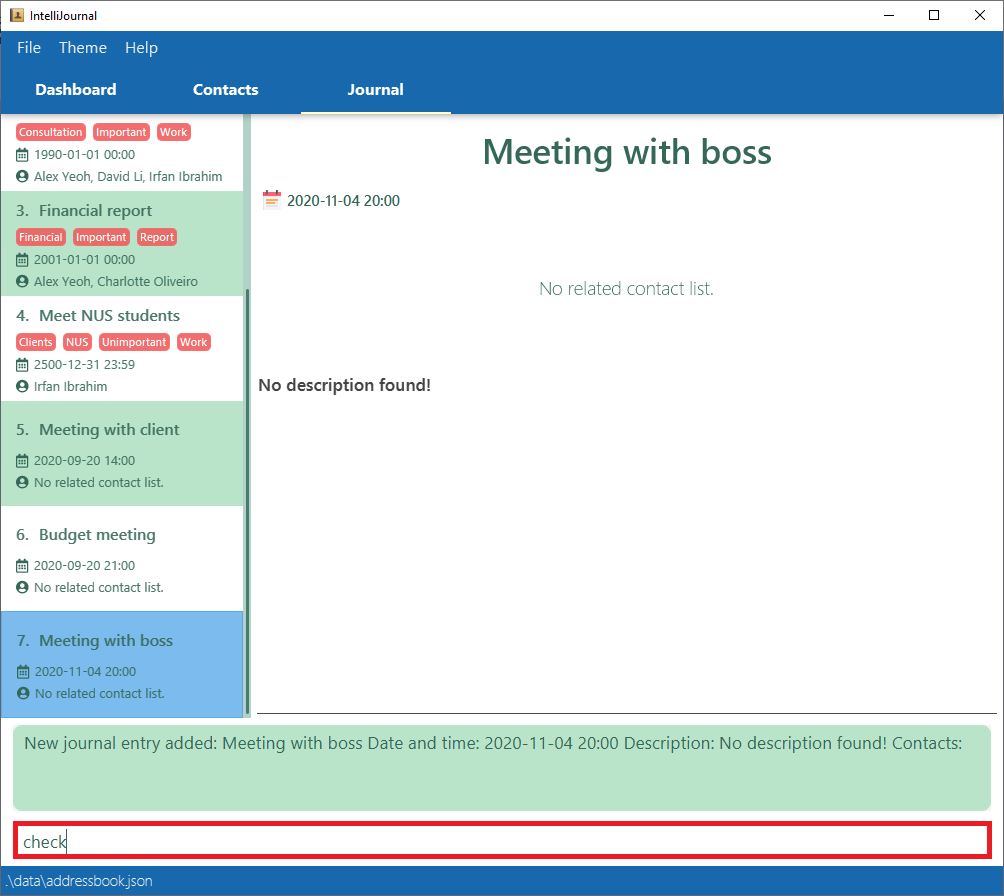 IntelliJournal
File Theme Help
Dashboard Contacts Journal
Consultation Important Work
1990-01-01 00:00
Alex Yeoh, David Li, Irfan Ibrahim
3. Financial report
Financial Important Report
2001-01-01 00:00
Alex Yeoh, Charlotte Oliveiro
4. Meet NUS students
Clients NUS Unimportant Work
2500-12-31 23:59
Irfan Ibrahim
5. Meeting with client
2020-09-20 14:00
No related contact list.
6. Budget meeting
2020-09-20 21:00
No related contact list.
7. Meeting with boss
2020-11-04 20:00
No related contact list.
Meeting with boss
2020-11-04 20:00
No related contact list.
No description found!
New journal entry added: Meeting with boss Date and time: 2020-11-04 20:00 Description: No description found! Contacts:
check
.\data\addressbook.json